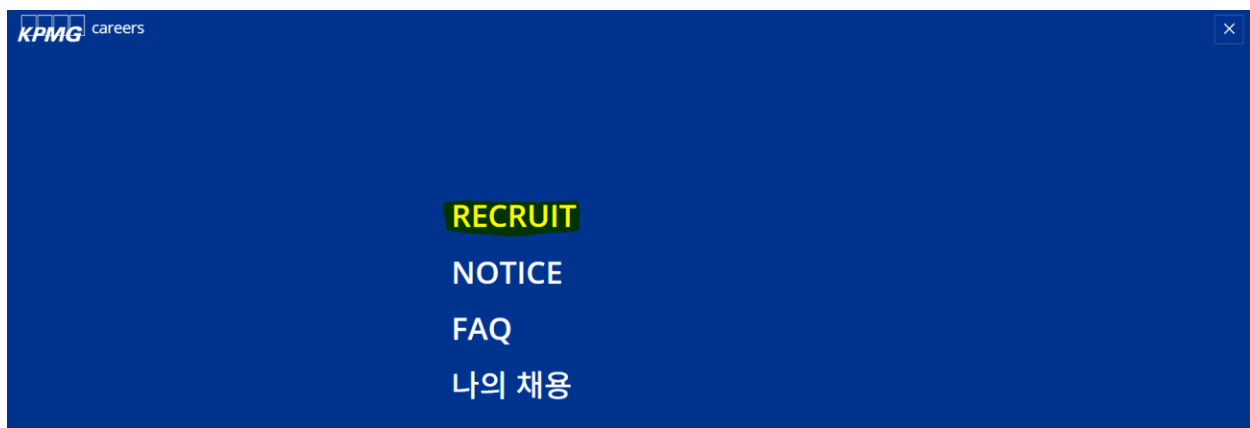 KPMG careers
RECRUIT
NOTICE
FAQ
나의 채용